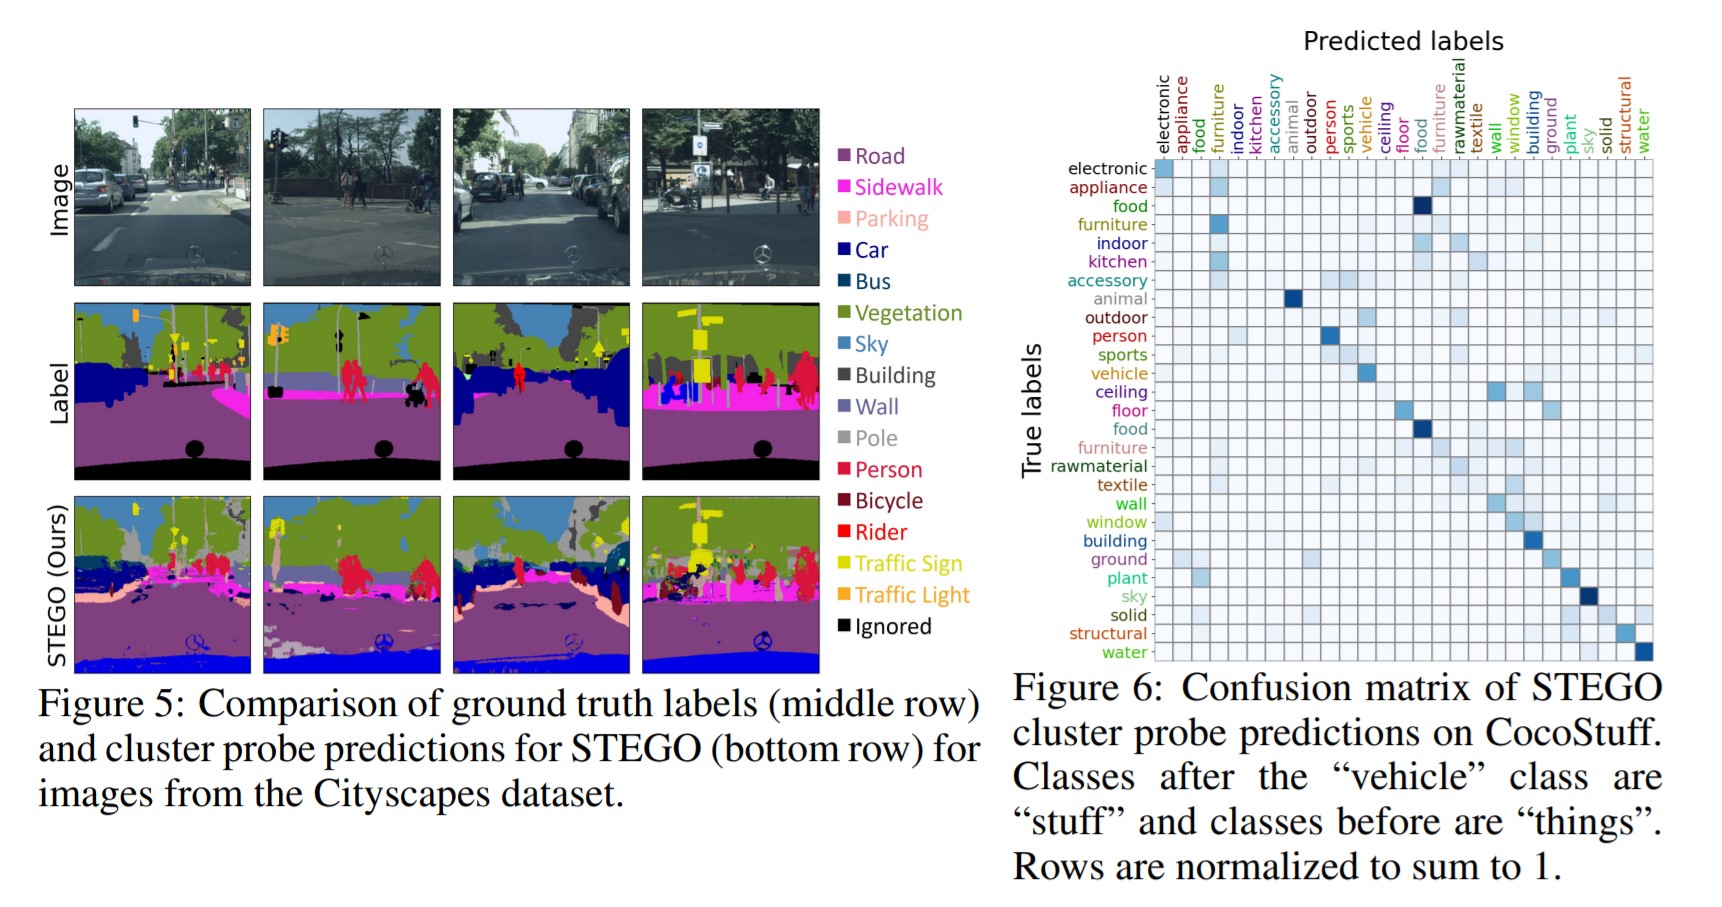 Image
Label
STEGO (Ours)
Road
Sidewalk
Parking
Car
Bus
Vegetation
Sky
Building
Wall
Pole
Person
Bicycle
Rider
Traffic Sign
Traffic Light
Ignored
Figure 5: Comparison of ground truth labels (middle row)
and cluster probe predictions for STEGO (bottom row) for
images from the Cityscapes dataset.
Predicted labels
electronic
appliance
food
furniture
indoor
kitchen
accessory
animal
outdoor
person
sports
vehicle
ceiling
floor
food
furniture
rawmaterial
textile
wall
window
building
ground
plant
sky
solid
structural
water
True labels
electronic
appliance
food
furniture
indoor
kitchen
accessory
animal
outdoor
person
sports
vehicle
ceiling
floor
food
furniture
rawmaterial
textile
wall
window
building
ground
plant
sky
solid
structural
water
Figure 6: Confusion matrix of STEGO
cluster probe predictions on CocoStuff.
Classes after the “vehicle” class are
“stuff” and classes before are “things”.
Rows are normalized to sum to 1.